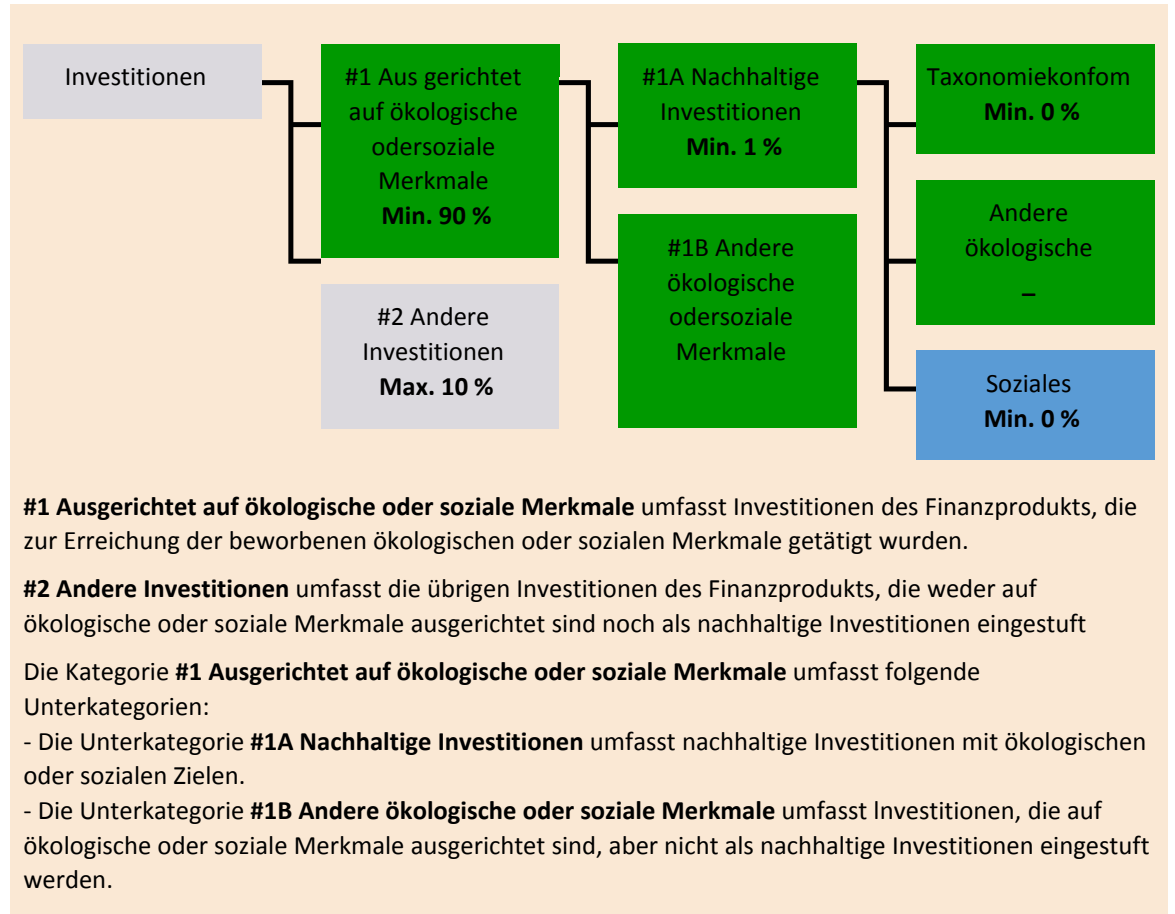 Investitionen
#1 Aus gerichtet
auf ökologische
odersoziale
Merkmale
Min. 90 %
#2 Andere
Investitionen
Max. 10 %
#1A Nachhaltige
Investitionen
Min. 1 %
#1B Andere
ökologische
odersoziale
Merkmale
Taxonomiekonfom
Min. 0 %
Andere
ökologische
–
Soziales
Min. 0 %
#1 Ausgerichtet auf ökologische oder soziale Merkmale umfasst Investitionen des Finanzprodukts, die
zur Erreichung der beworbenen ökologischen oder sozialen Merkmale getätigt wurden.
#2 Andere Investitionen umfasst die übrigen Investitionen des Finanzprodukts, die weder auf
ökologische oder soziale Merkmale ausgerichtet sind noch als nachhaltige Investitionen eingestuft
Die Kategorie #1 Ausgerichtet auf ökologische oder soziale Merkmale umfasst folgende
Unterkategorien:
- Die Unterkategorie #1A Nachhaltige Investitionen umfasst nachhaltige Investitionen mit ökologischen
oder sozialen Zielen.
- Die Unterkategorie #1B Andere ökologische oder soziale Merkmale umfasst lnvestitionen, die auf
ökologische oder soziale Merkmale ausgerichtet sind, aber nicht als nachhaltige Investitionen eingestuft
werden.